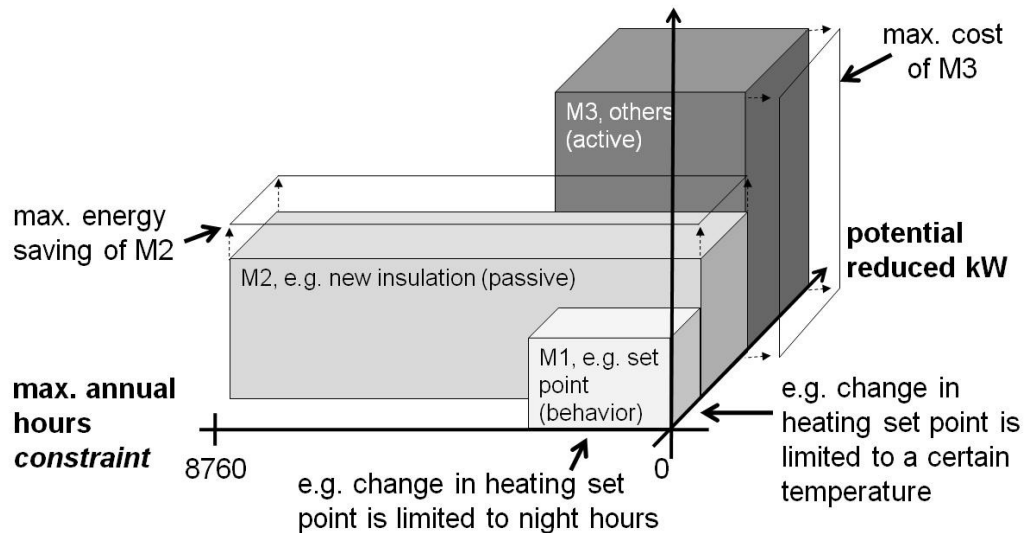 max. cost
of M3
M3, others
(active)
max. energy
saving of M2
potential
reduced kW
M2, e.g. new insulation (passive)
M1, e.g. set
point
(behavior)
max. annual
hours
constraint
8760
0
e.g. change in
heating set point is
limited to a certain
temperature
e.g. change in heating set
point is limited to night hours